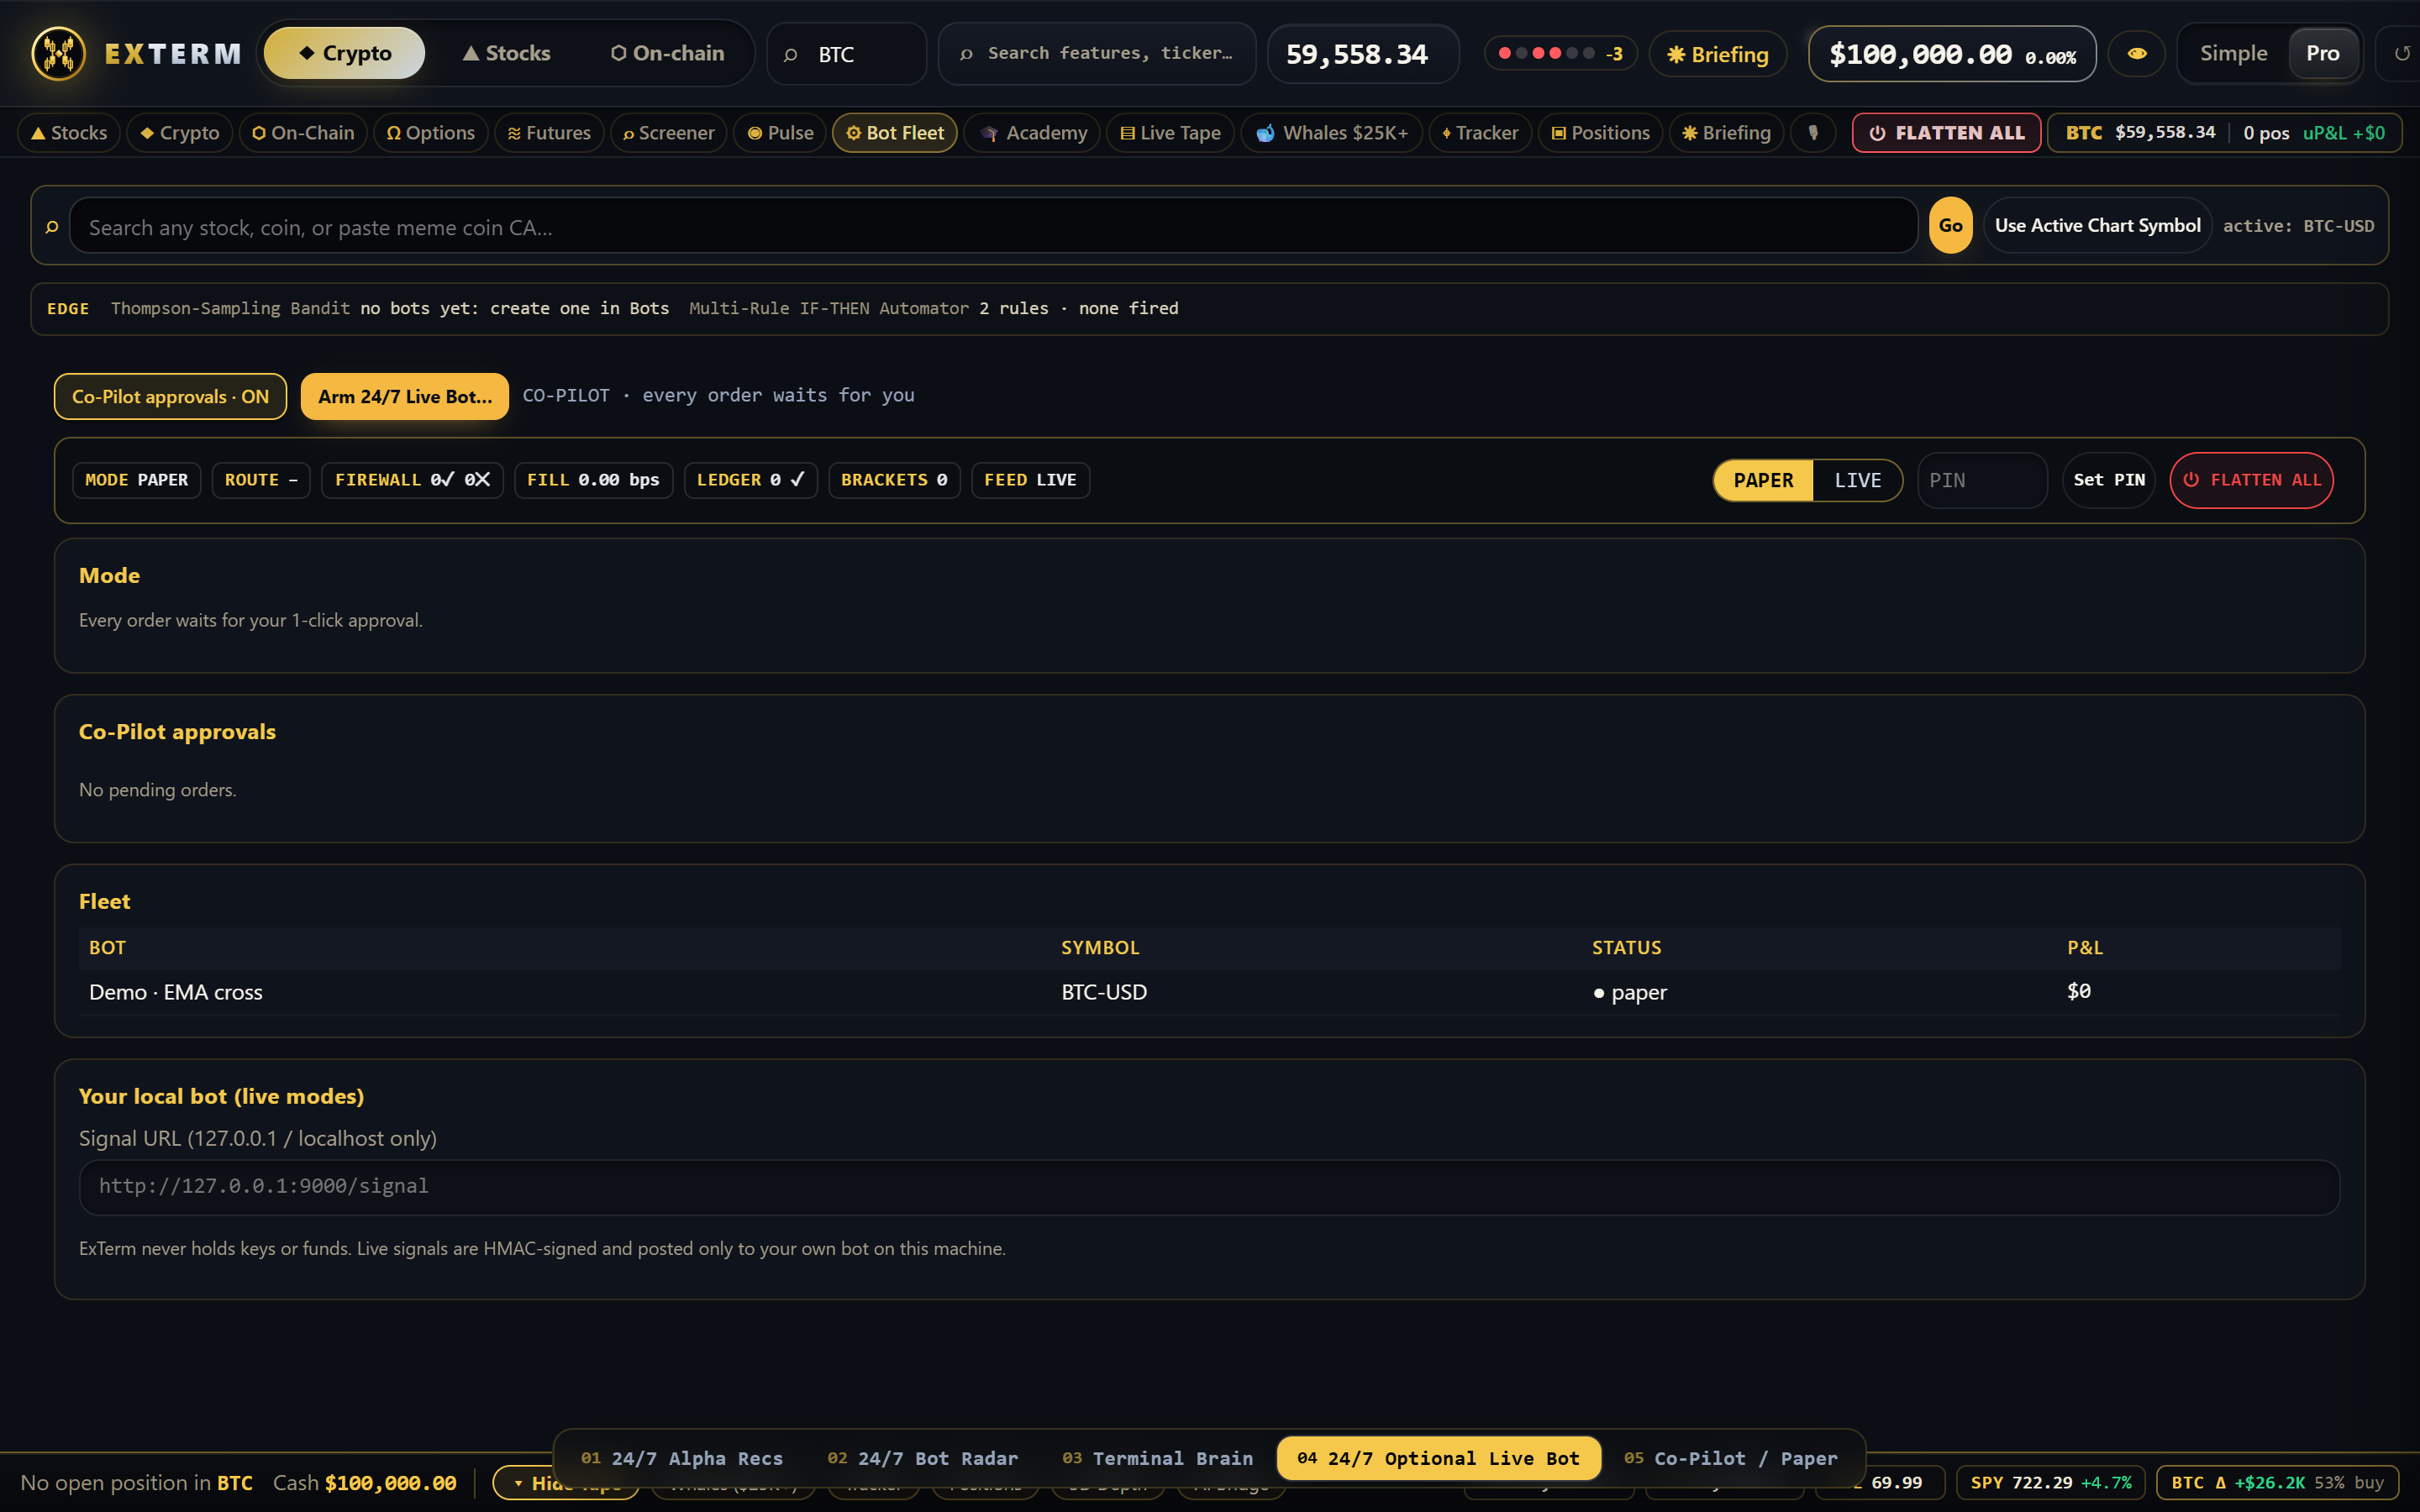 EXTERM ◆ Crypto ▲ Stocks ⬡ On-chain BTC Search features, ticker… 59,558.34 -3 Briefing $100,000.00 0.00% Simple Pro
▲ Stocks ◆ Crypto ⬡ On-Chain Ω Options ≋ Futures Screener ◉ Pulse ⚙ Bot Fleet 🎓 Academy Live Tape 🐋 Whales $25K+ Tracker Positions Briefing ⏻ FLATTEN ALL BTC $59,558.34 0 pos uP&L +$0
Search any stock, coin, or paste meme coin CA... Go Use Active Chart Symbol active: BTC-USD
EDGE Thompson-Sampling Bandit no bots yet: create one in Bots Multi-Rule IF-THEN Automator 2 rules · none fired
Co-Pilot approvals · ON Arm 24/7 Live Bot… CO-PILOT · every order waits for you
MODE PAPER ROUTE – FIREWALL 0✓ 0✕ FILL 0.00 bps LEDGER 0 ✓ BRACKETS 0 FEED LIVE PAPER LIVE PIN Set PIN ⏻ FLATTEN ALL
Mode
Every order waits for your 1-click approval.
Co-Pilot approvals
No pending orders.
Fleet
BOT SYMBOL STATUS P&L
Demo · EMA cross BTC-USD ● paper $0
Your local bot (live modes)
Signal URL (127.0.0.1 / localhost only)
http://127.0.0.1:9000/signal
ExTerm never holds keys or funds. Live signals are HMAC-signed and posted only to your own bot on this machine.
01 24/7 Alpha Recs 02 24/7 Bot Radar 03 Terminal Brain 04 24/7 Optional Live Bot 05 Co-Pilot / Paper
No open position in BTC Cash $100,000.00 69.99 SPY 722.29 +4.7% BTC Δ +$26.2K 53% buy